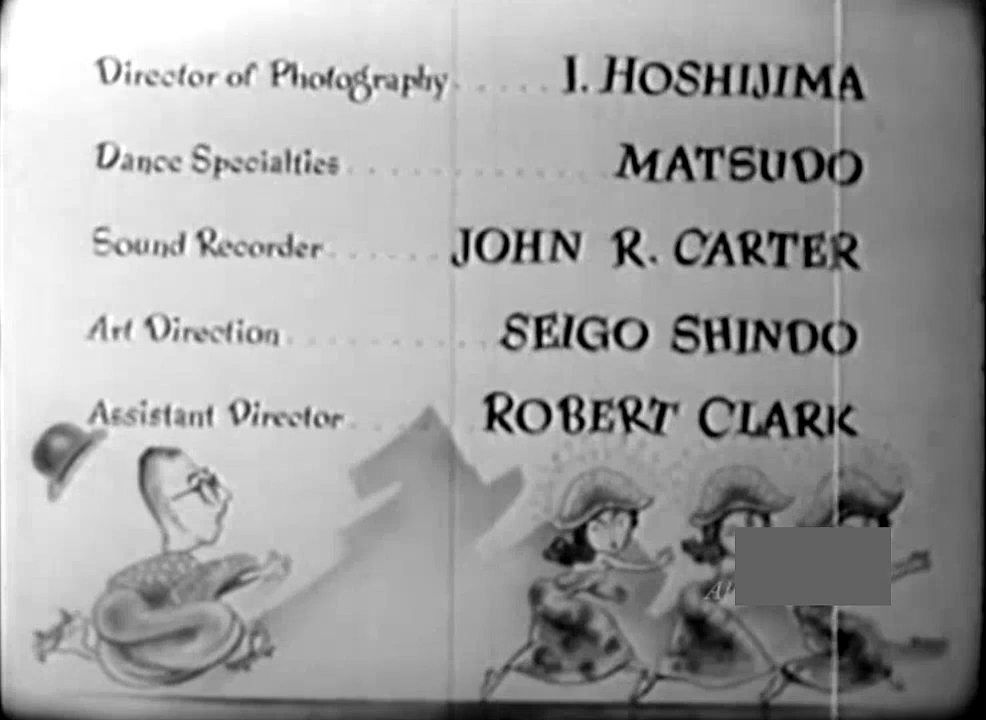 Director of Photography..... I. HOSHIJIMA
Dance Specialties............ MATSUDO
Sound Recorder...... JOHN R. CARTER
Art Direction............ SEIGO SHINDO
Assistant Director..... ROBERT CLARK